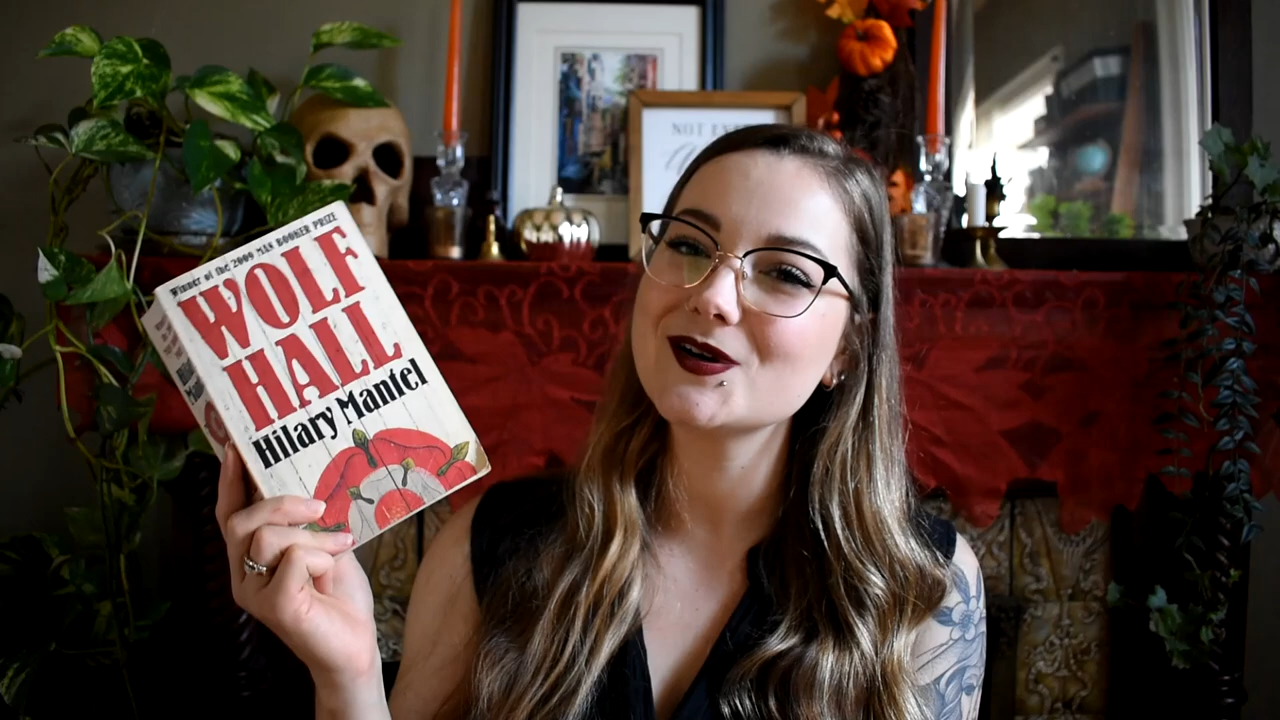 Winner of the 2009 MAN BOOKER PRIZE
WOLF
HALL
Hilary Mantel
NOT